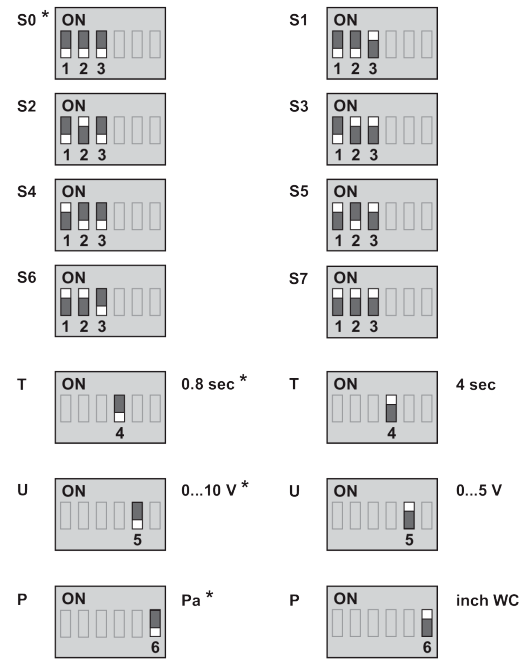 S0 * ON S1 ON
1 2 3 1 2 3
S2 ON S3 ON
1 2 3 1 2 3
S4 ON S5 ON
1 2 3 1 2 3
S6 ON S7 ON
1 2 3 1 2 3
T ON 0.8 sec * T ON 4 sec
4 4
U ON 0...10 V * U ON 0...5 V
5 5
P ON Pa * P ON inch WC
6 6